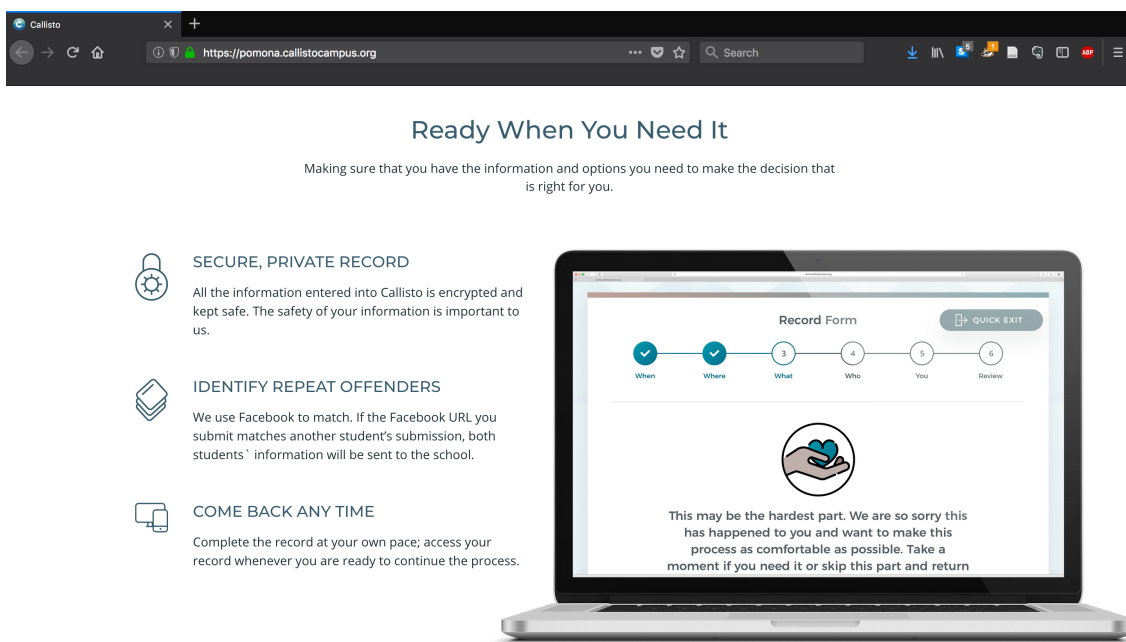 Callisto
https://pomona.callistocampus.org
Search
5
1
ABP
Ready When You Need It
Making sure that you have the information and options you need to make the decision that
is right for you.
SECURE, PRIVATE RECORD
All the information entered into Callisto is encrypted and
kept safe. The safety of your information is important to
us.
IDENTIFY REPEAT OFFENDERS
We use Facebook to match. If the Facebook URL you
submit matches another student’s submission, both
students` information will be sent to the school.
COME BACK ANY TIME
Complete the record at your own pace; access your
record whenever you are ready to continue the process.
Record Form
QUICK EXIT
3
4
5
6
When
Where
What
Who
You
Review
This may be the hardest part. We are so sorry this
has happened to you and want to make this
process as comfortable as possible. Take a
moment if you need it or skip this part and return